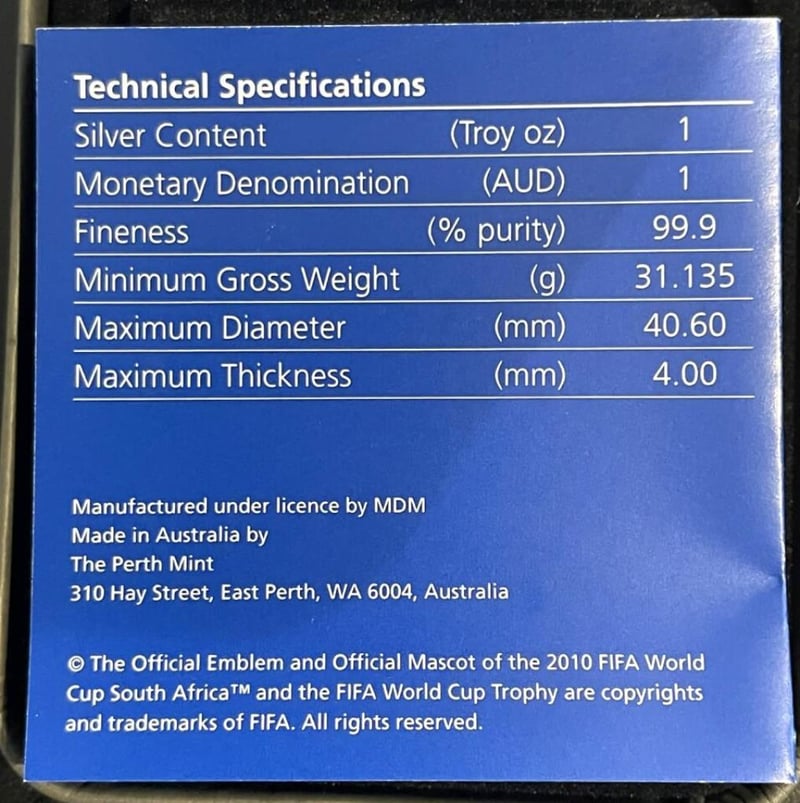 Technical Specifications
Silver Content (Troy oz) 1
Monetary Denomination (AUD) 1
Fineness (% purity) 99.9
Minimum Gross Weight (g) 31.135
Maximum Diameter (mm) 40.60
Maximum Thickness (mm) 4.00
Manufactured under licence by MDM
Made in Australia by
The Perth Mint
310 Hay Street, East Perth, WA 6004, Australia
© The Official Emblem and Official Mascot of the 2010 FIFA World
Cup South Africa™ and the FIFA World Cup Trophy are copyrights
and trademarks of FIFA. All rights reserved.